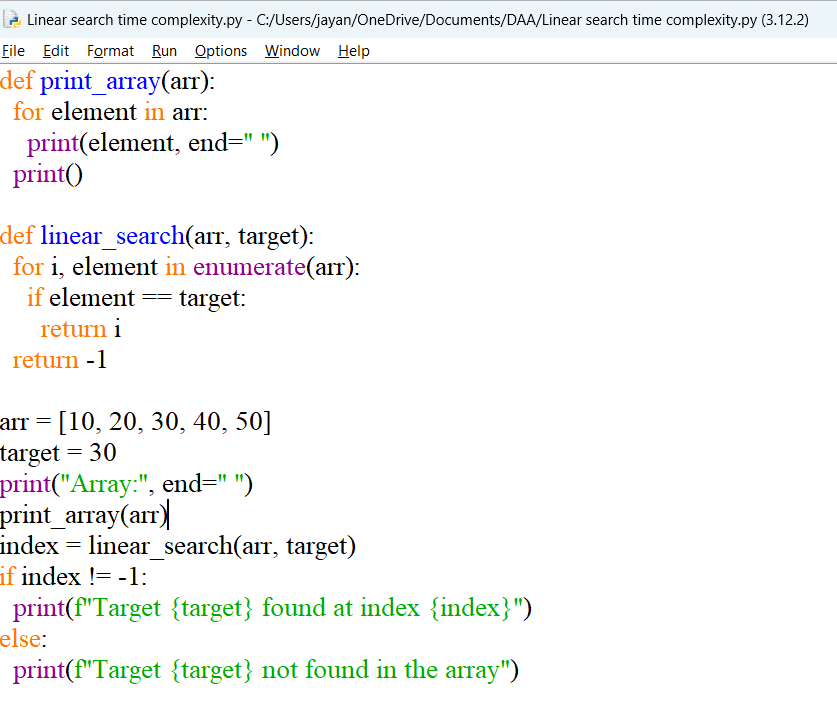 Linear search time complexity.py - C:/Users/jayan/OneDrive/Documents/DAA/Linear search time complexity.py (3.12.2)
File Edit Format Run Options Window Help
def print_array(arr):
  for element in arr:
    print(element, end=" ")
  print()

def linear_search(arr, target):
  for i, element in enumerate(arr):
    if element == target:
      return i
  return -1

arr = [10, 20, 30, 40, 50]
target = 30
print("Array:", end=" ")
print_array(arr)
index = linear_search(arr, target)
if index != -1:
  print(f"Target {target} found at index {index}")
else:
  print(f"Target {target} not found in the array")